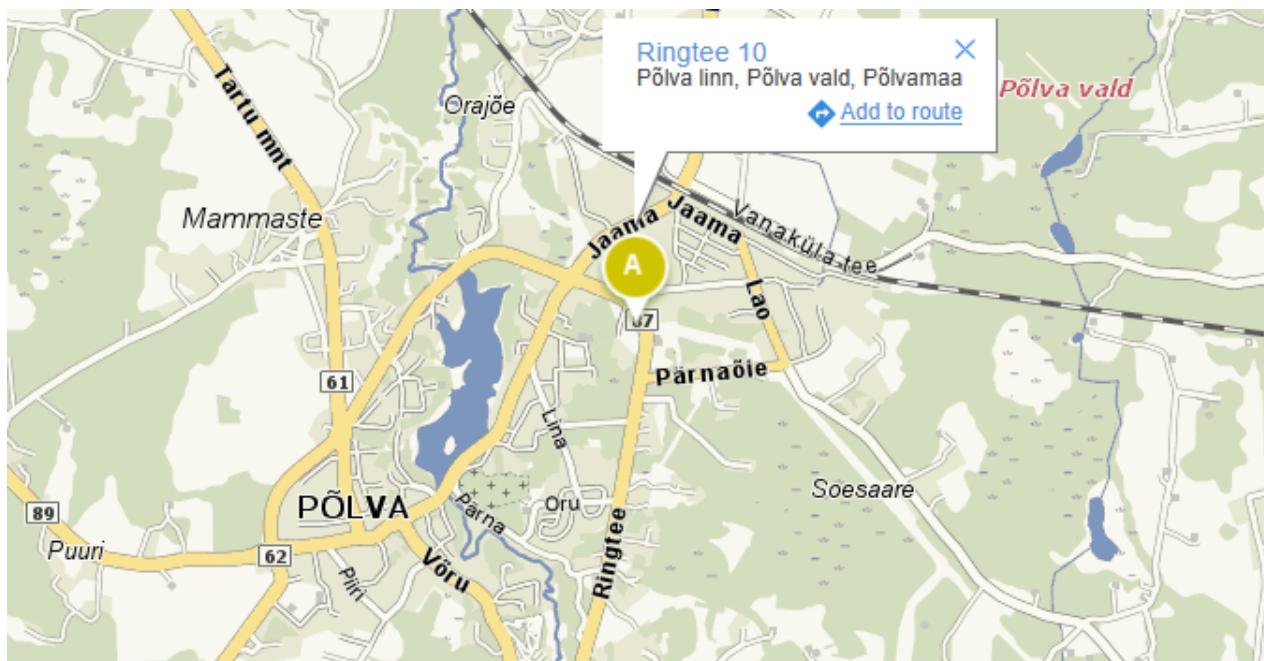 Ringtee 10
Põlva linn, Põlva vald, Põlvamaa
Add to route
Põlva vald
Tartu mnt
Orajõe
Mammaste
Jaama
Jaama
Vanaküla tee
A
Lao
67
61
Pärnaõie
Lina
Soesaare
PÕLVA
Oru
89
Pärna
Puuri
62
Võru
Piiri
Ringtee